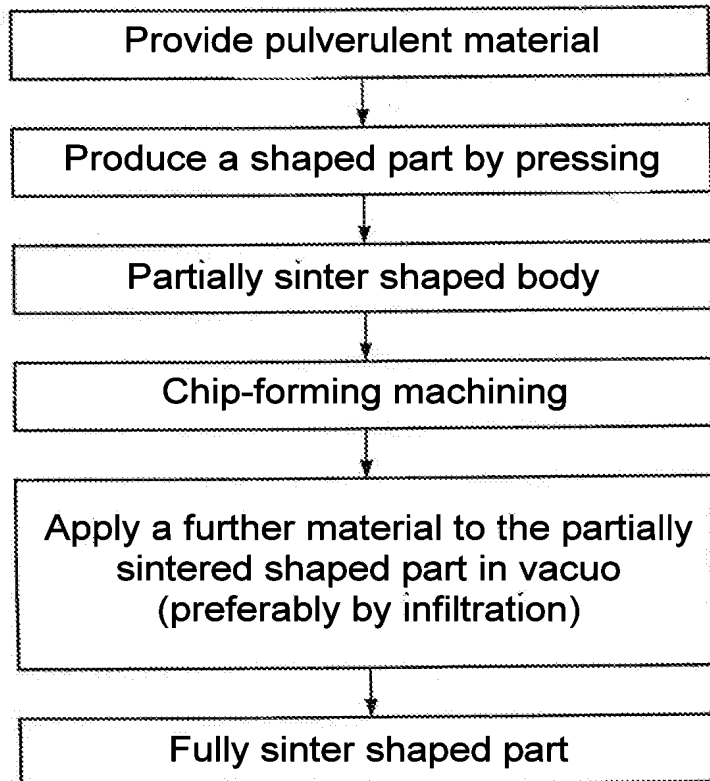 Provide pulverulent material
Produce a shaped part by pressing
Partially sinter shaped body
Chip-forming machining
Apply a further material to the partially
sintered shaped part in vacuo
(preferably by infiltration)
Fully sinter shaped part